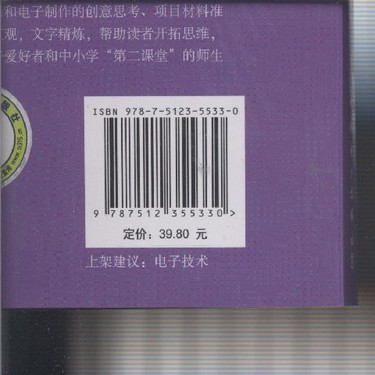 和电子制作的创意思考、项目材料准
观，文字精炼，帮助读者开拓思维，
爱好者和中小学“第二课堂”的师生
ISBN 978-7-5123-5533-0
9 787512 355330>
定价：39.80 元
上架建议：电子技术